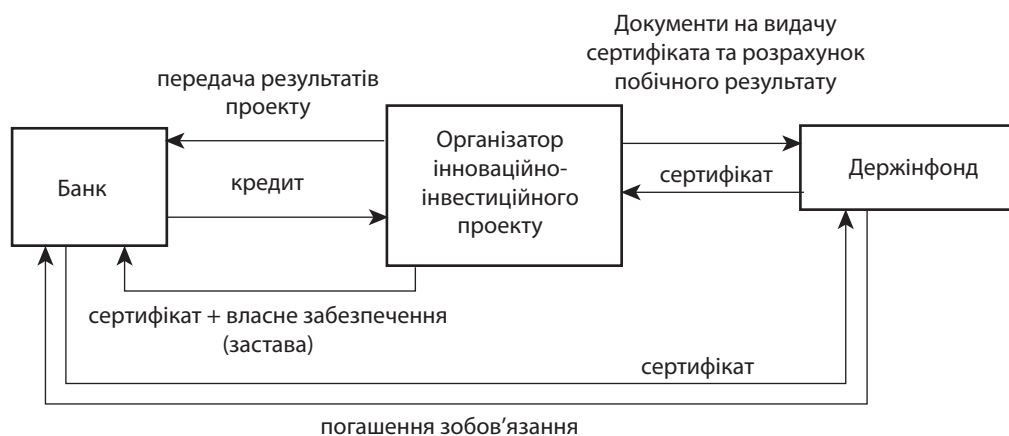 Документи на видачу
сертифіката та розрахунок
побічного результату
передача результатів
проекту
Банк
кредит
Організатор
інноваційно-
інвестиційного
проекту
сертифікат
Держінфонд
сертифікат + власне забезпечення
(застава)
сертифікат
погашення зобов’язання